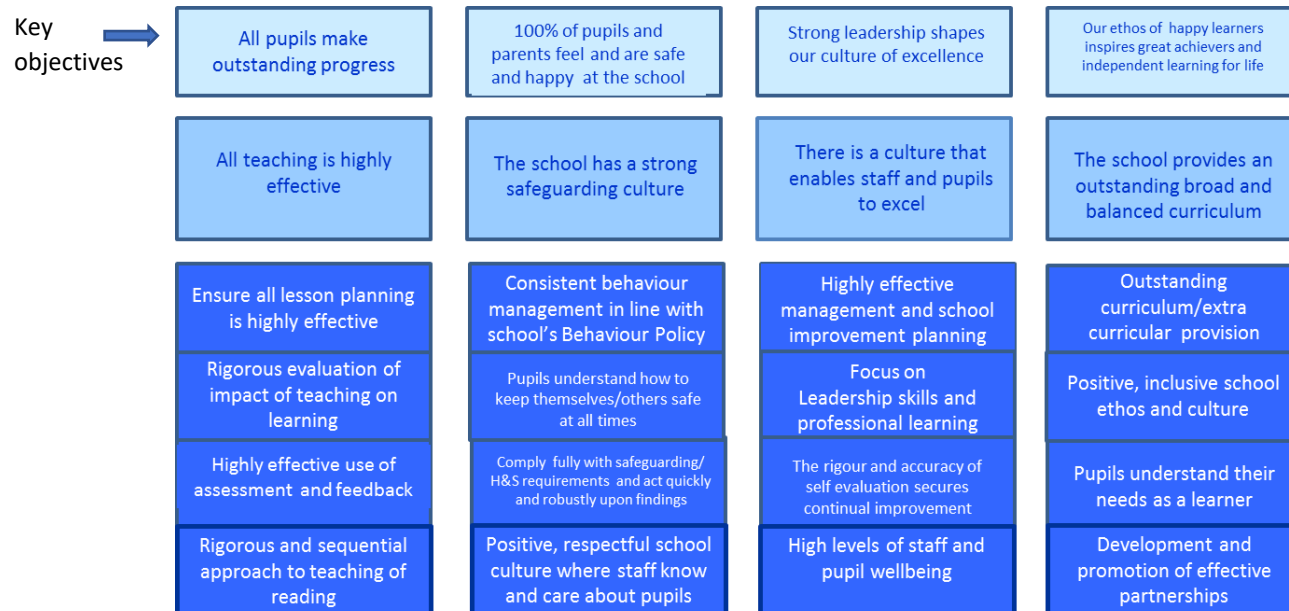 Key
objectives
All pupils make
outstanding progress
100% of pupils and
parents feel and are safe
and happy at the school
Strong leadership shapes
our culture of excellence
Our ethos of happy learners
inspires great achievers and
independent learning for life
All teaching is highly
effective
The school has a strong
safeguarding culture
There is a culture that
enables staff and pupils
to excel
The school provides an
outstanding broad and
balanced curriculum
Ensure all lesson planning
is highly effective
Consistent behaviour
management in line with
school's Behaviour Policy
Highly effective
management and school
improvement planning
Outstanding
curriculum/extra
curricular provision
Rigorous evaluation of
impact of teaching on
learning
Pupils understand how to
keep themselves/others safe
at all times
Focus on
Leadership skills and
professional learning
Positive, inclusive school
ethos and culture
Highly effective use of
assessment and feedback
Comply fully with safeguarding/
H&S requirements and act quickly
and robustly upon findings
The rigour and accuracy of
self evaluation secures
continual improvement
Pupils understand their
needs as a learner
Rigorous and sequential
approach to teaching of
reading
Positive, respectful school
culture where staff know
and care about pupils
High levels of staff and
pupil wellbeing
Development and
promotion of effective
partnerships